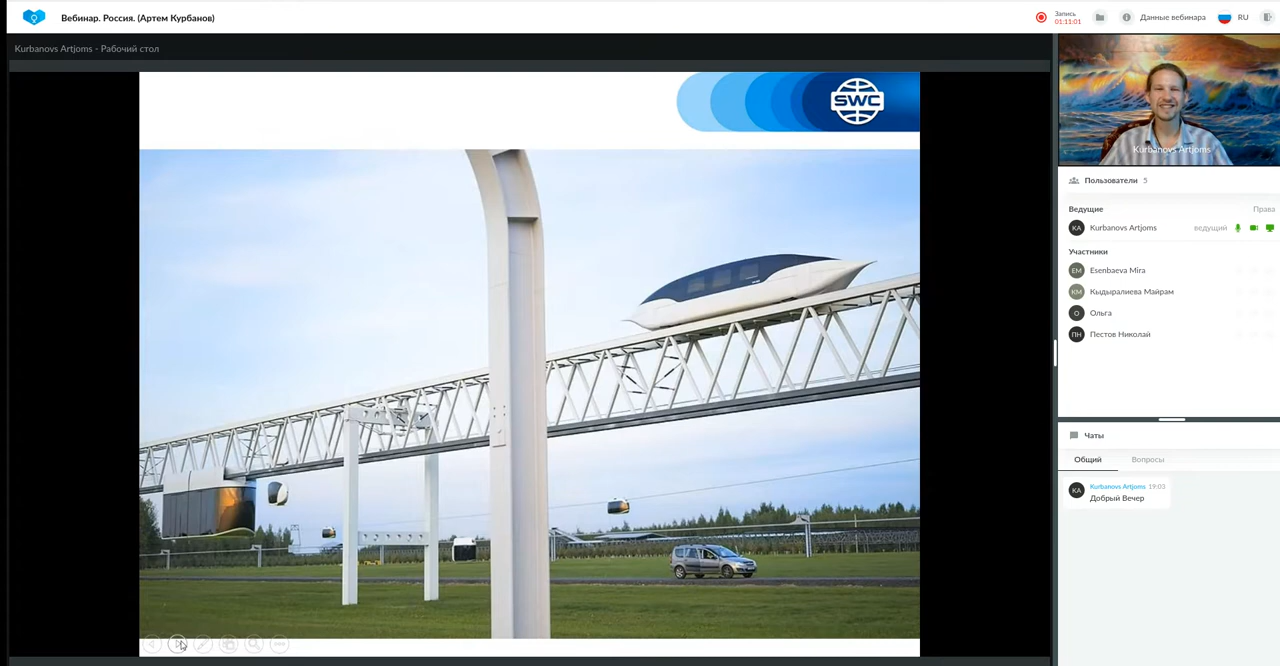 Вебинар. Россия. (Артем Курбанов)
Запись
01:11:01
Данные вебинара
RU
Kurbanovs Artjoms - Рабочий стол
SWC
Kurbanovs Artjoms
Пользователи 5
Ведущие Права
KA Kurbanovs Artjoms ведущий
Участники
EM Esenbaeva Mira
КМ Кыдыралиева Майрам
О Ольга
ПН Пестов Николай
Чаты
Общий Вопросы
KA Kurbanovs Artjoms 19:03
Добрый Вечер